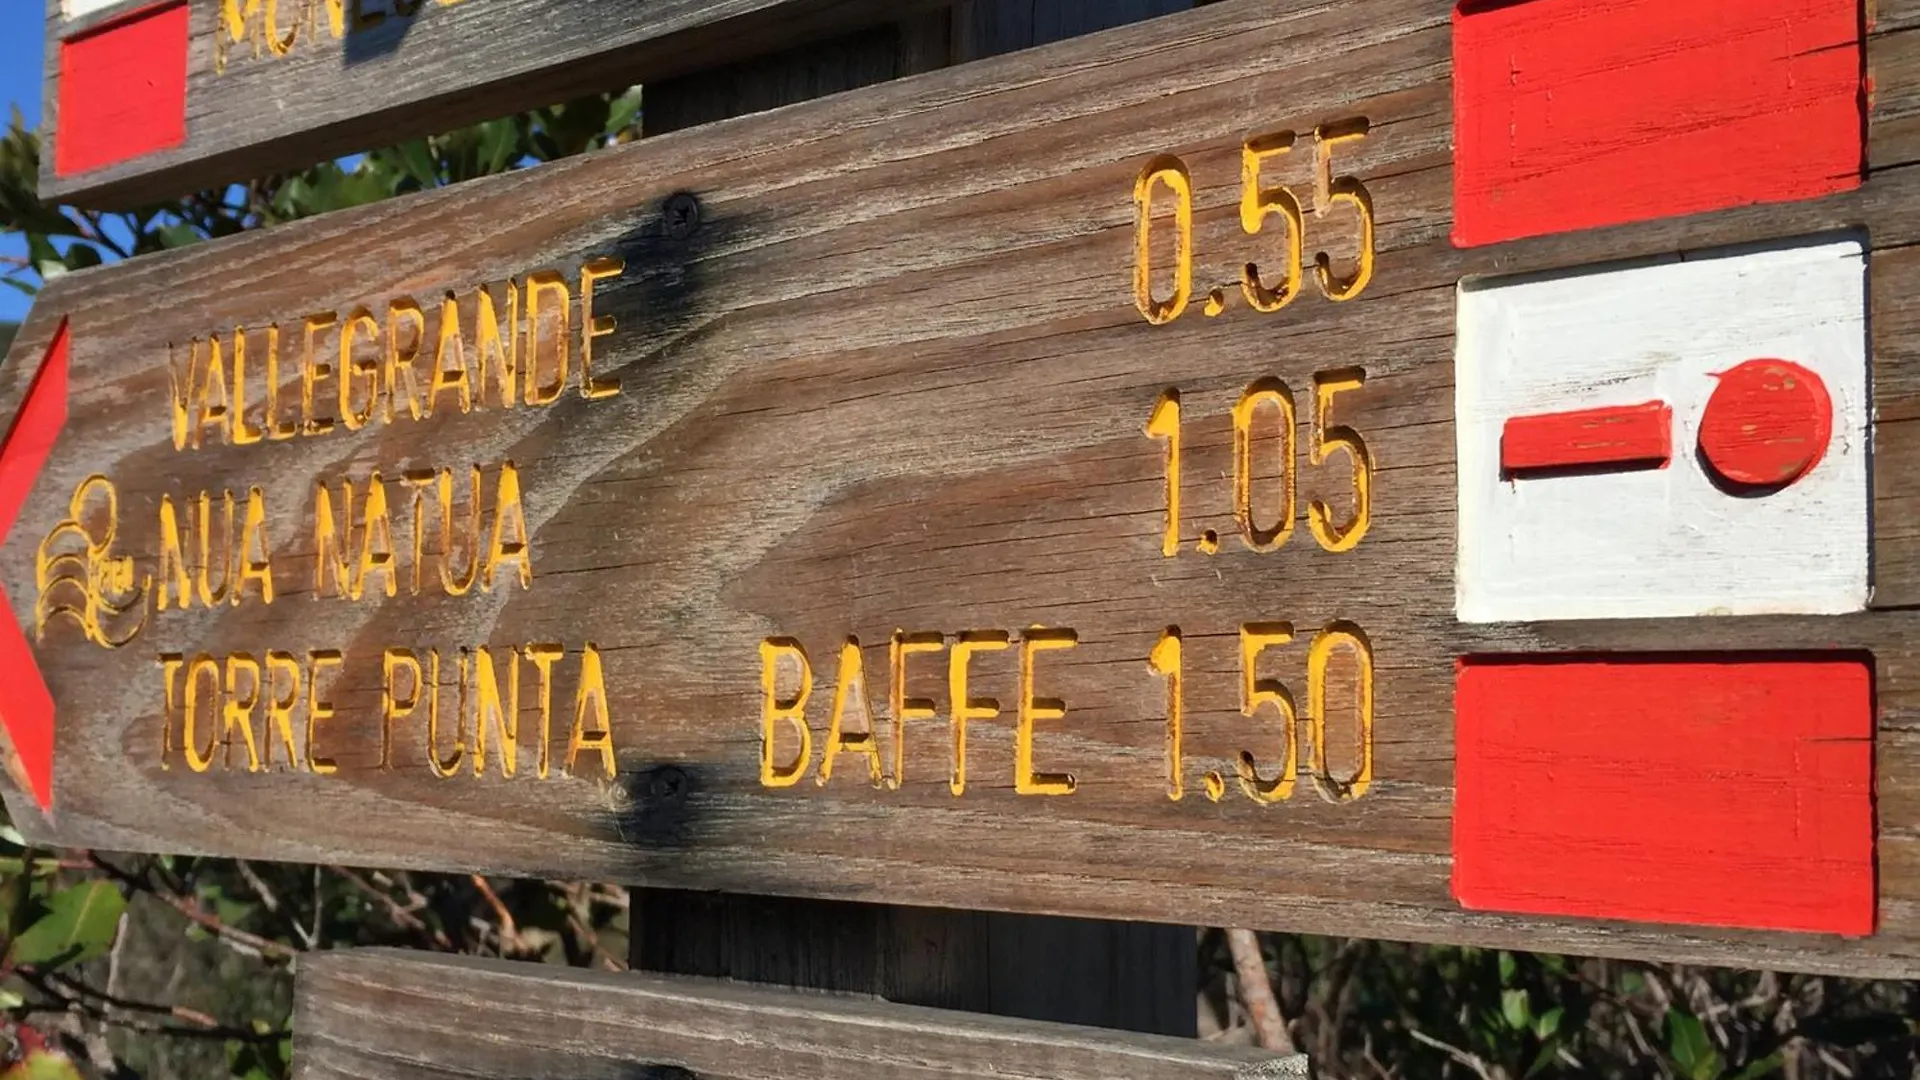 VALLEGRANDE 0.55
NUA NATUA 1.05
TORRE PUNTA BAFFE 1.50